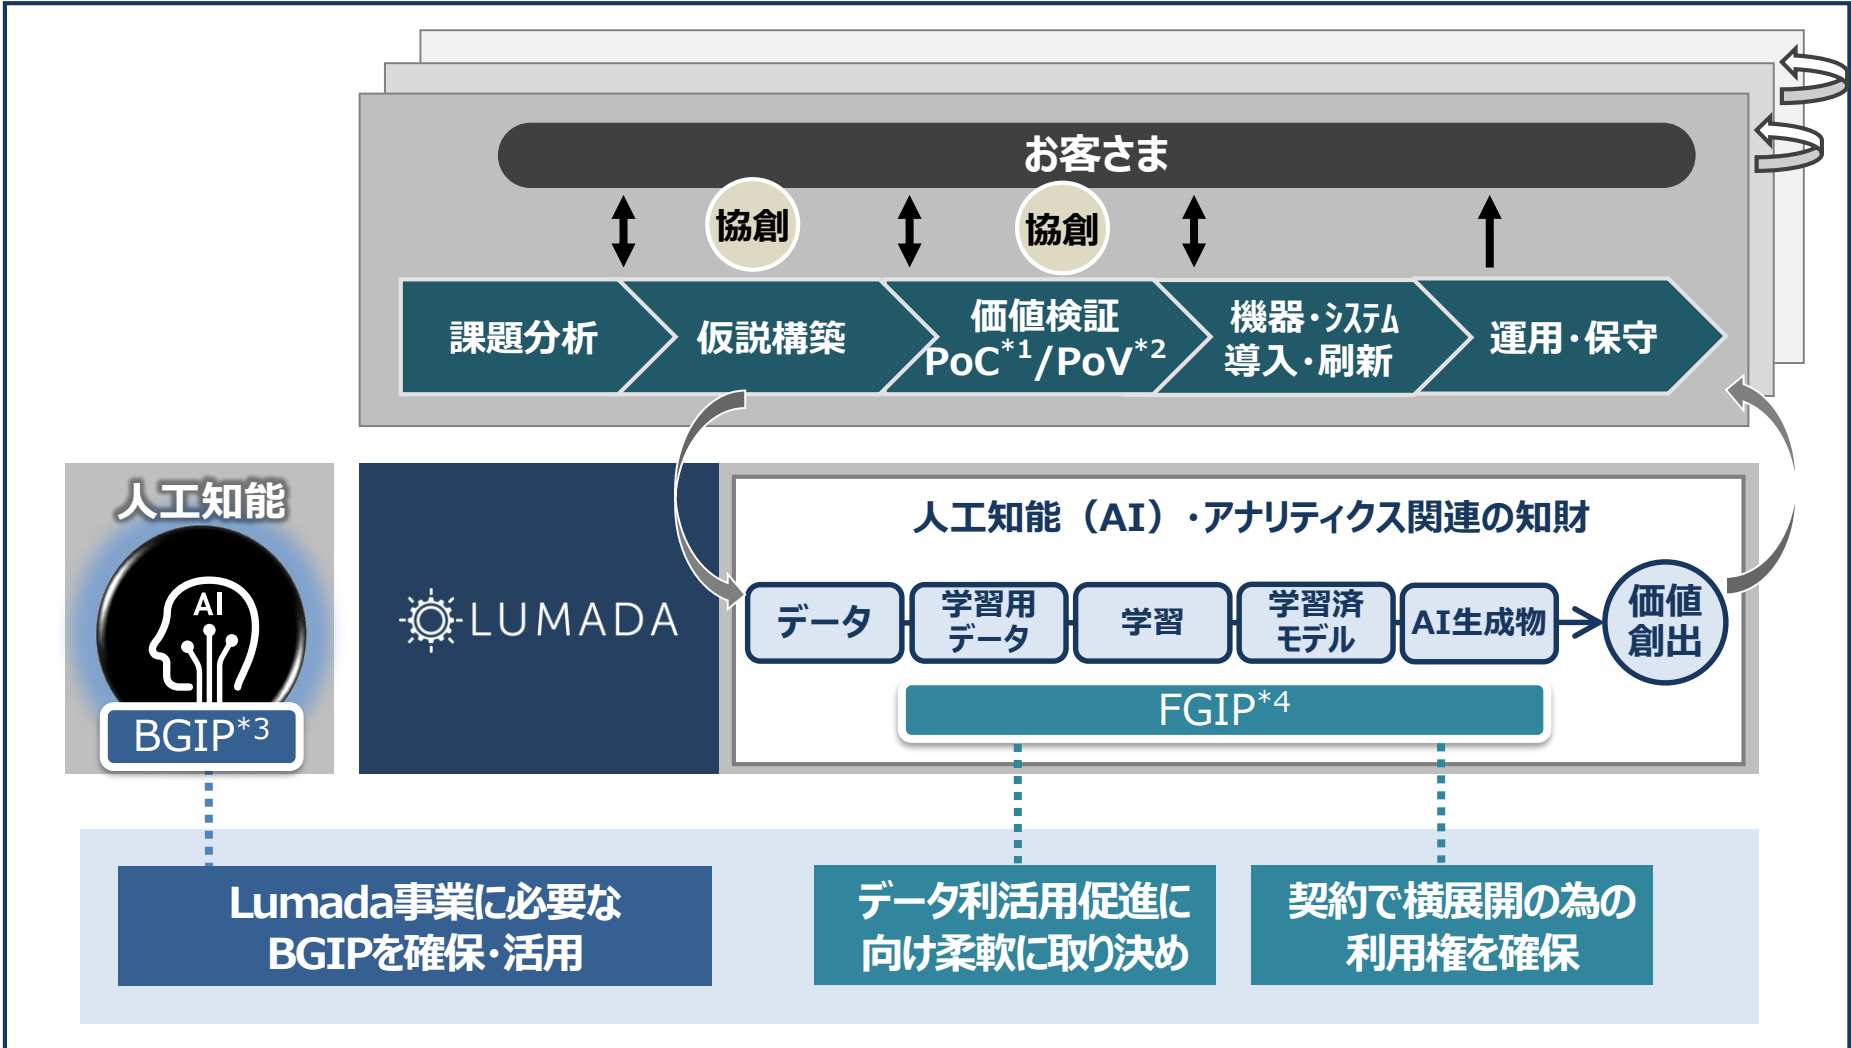 お客さま
協創
協創
課題分析
仮説構築
価値検証
PoC*1/PoV*2
機器・ｼｽﾃﾑ
導入・刷新
運用・保守
人工知能
AI
BGIP*3
LUMADA
人工知能（AI）・アナリティクス関連の知財
データ
学習用
データ
学習
学習済
モデル
AI生成物
価値
創出
FGIP*4
Lumada事業に必要な
BGIPを確保・活用
データ利活用促進に
向け柔軟に取り決め
契約で横展開の為の
利用権を確保